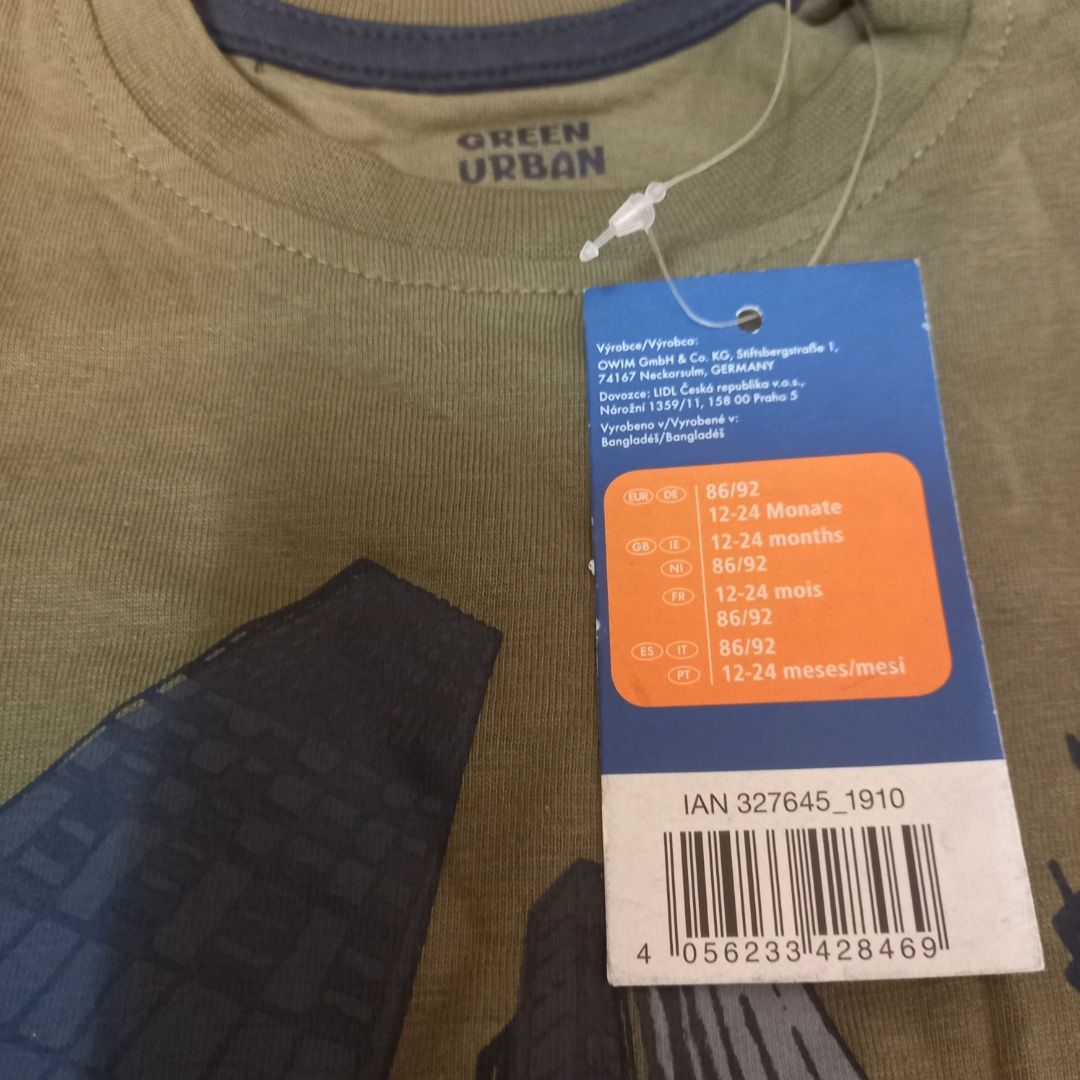 GREEN
URBAN
Výrobce/Výrobca:
OWIM GmbH & Co. KG, Stiftsbergstraße 1,
74167 Neckarsulm, GERMANY
Dovozce: LIDL Česká republika v.o.s.,
Nárožní 1359/11, 158 00 Praha 5
Vyrobeno v/Vyrobené v:
Bangladéš/Bangladéš
EUR DE 86/92
12-24 Monate
GB IE 12-24 months
NI 86/92
FR 12-24 mois
86/92
ES IT 86/92
PT 12-24 meses/mesi
IAN 327645_1910
4 056233 428469